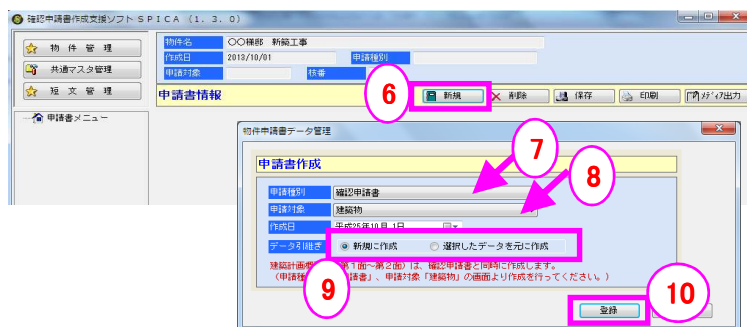 確認申請書作成支援ソフト SPICA (1. 3. 0)
物件管理
共通マスタ管理
短文管理
物件名 〇〇様邸 新築工事
作成日 2013/10/01 申請種別
申請対象 枝番
申請書情報
6
新規 削除 保存 印刷 メディア出力
申請書メニュー
物件申請書データ管理
申請書作成
7
8
申請種別 確認申請書
申請対象 建築物
作成日 平成25年10月 1日
データ引継ぎ 新規に作成 選択したデータを元に作成
建築計画 第1面~第2面)は、確認申請書と同時に作成します。
(申請種 請書」、申請対象「建築物」の画面より作成を行ってください。)
9
10
登録